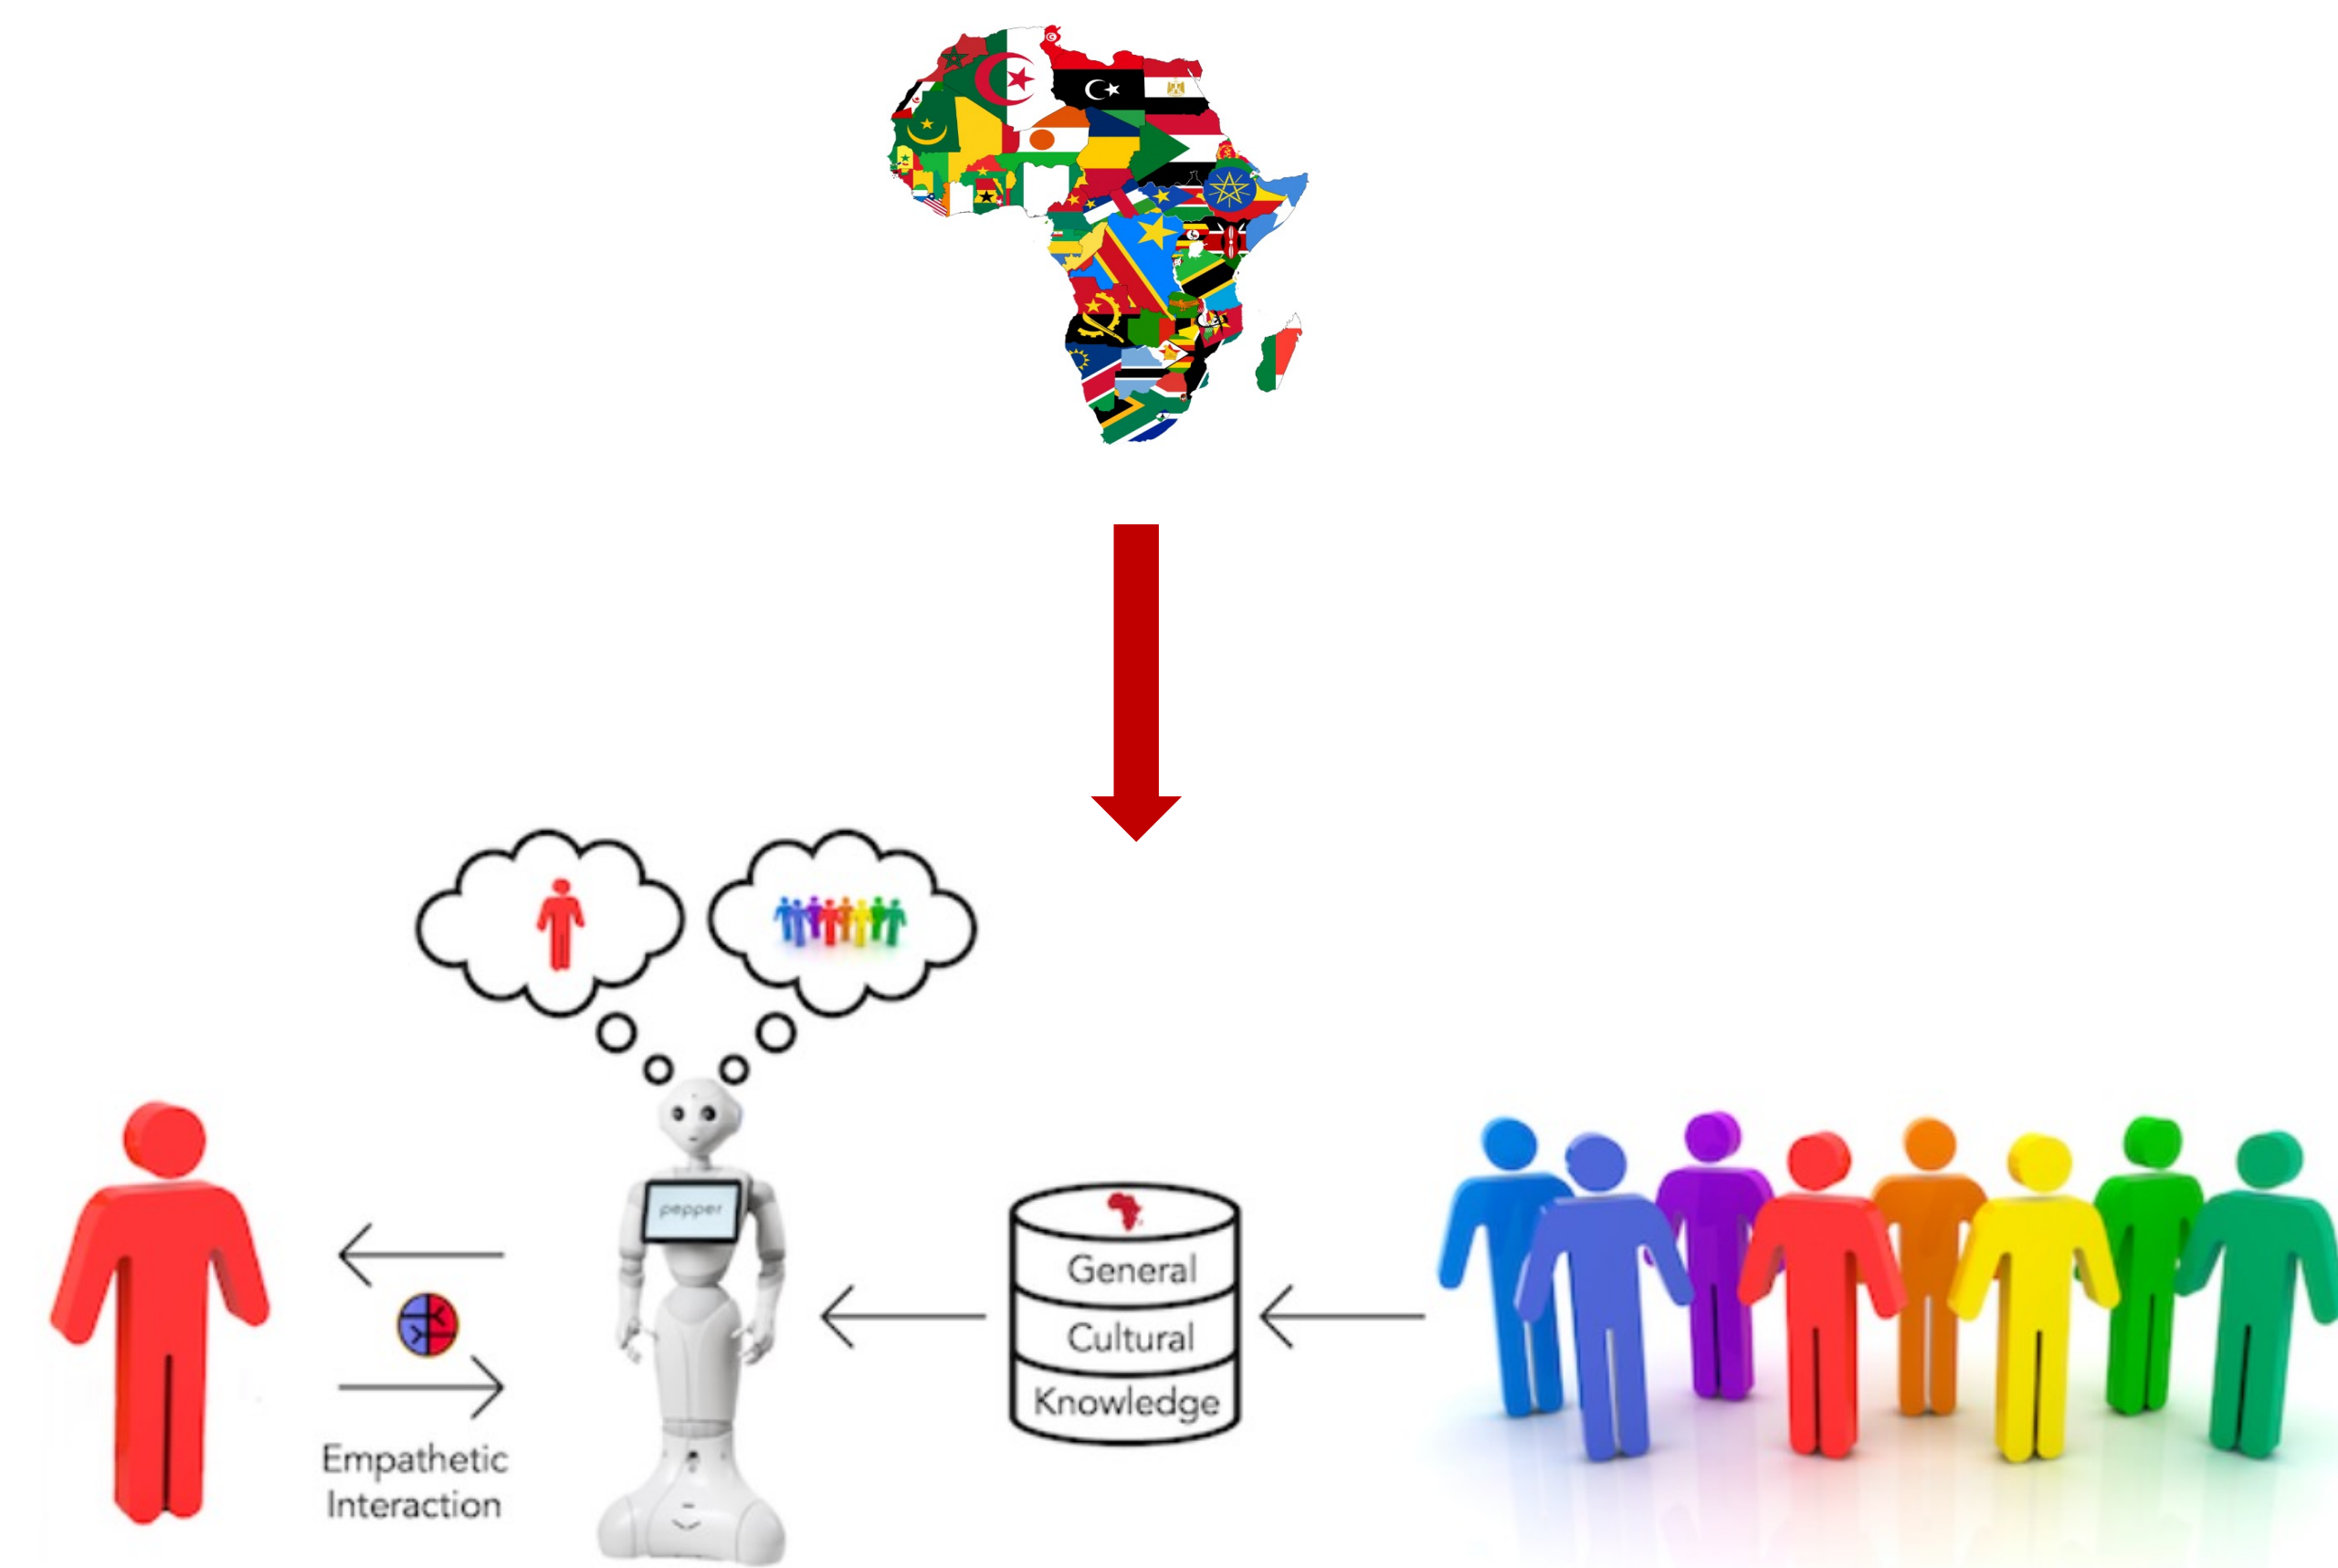 pepper
General
Cultural
Knowledge
Empathetic
Interaction